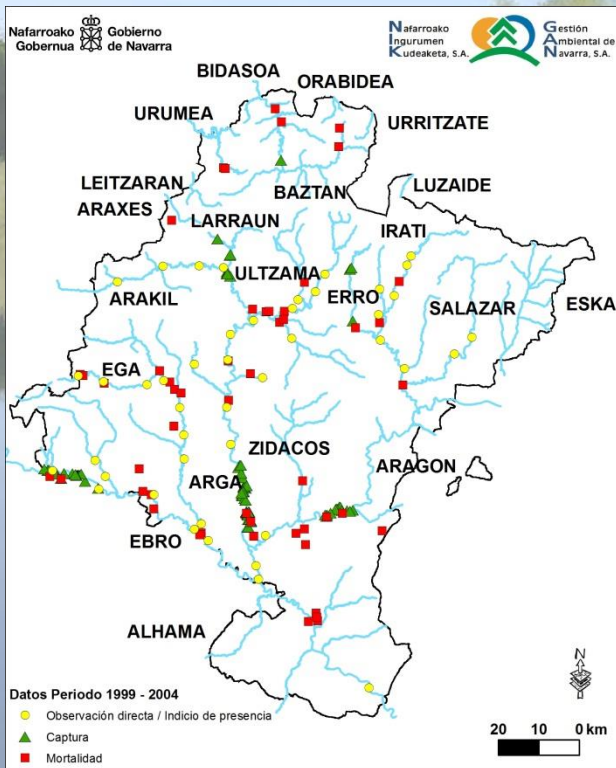 Nafarroako
Gobernua
Gobierno
de Navarra
Nafarroako
Ingurumen
Kudeaketa, S.A.
Gestión
Ambiental de
Navarra, S.A.
BIDASOA
ORABIDEA
URUMEA
URRITZATE
LEITZARAN
BAZTAN
LUZAIDE
ARAXES
LARRAUN
IRATI
ULTZAMA
ARAKIL
ERRO
SALAZAR
ESKA
EGA
ZIDACOS
ARGA
ARAGON
EBRO
ALHAMA
N
Datos Periodo 1999 - 2004
Observación directa / Indicio de presencia
Captura
Mortalidad
20 10 0 km